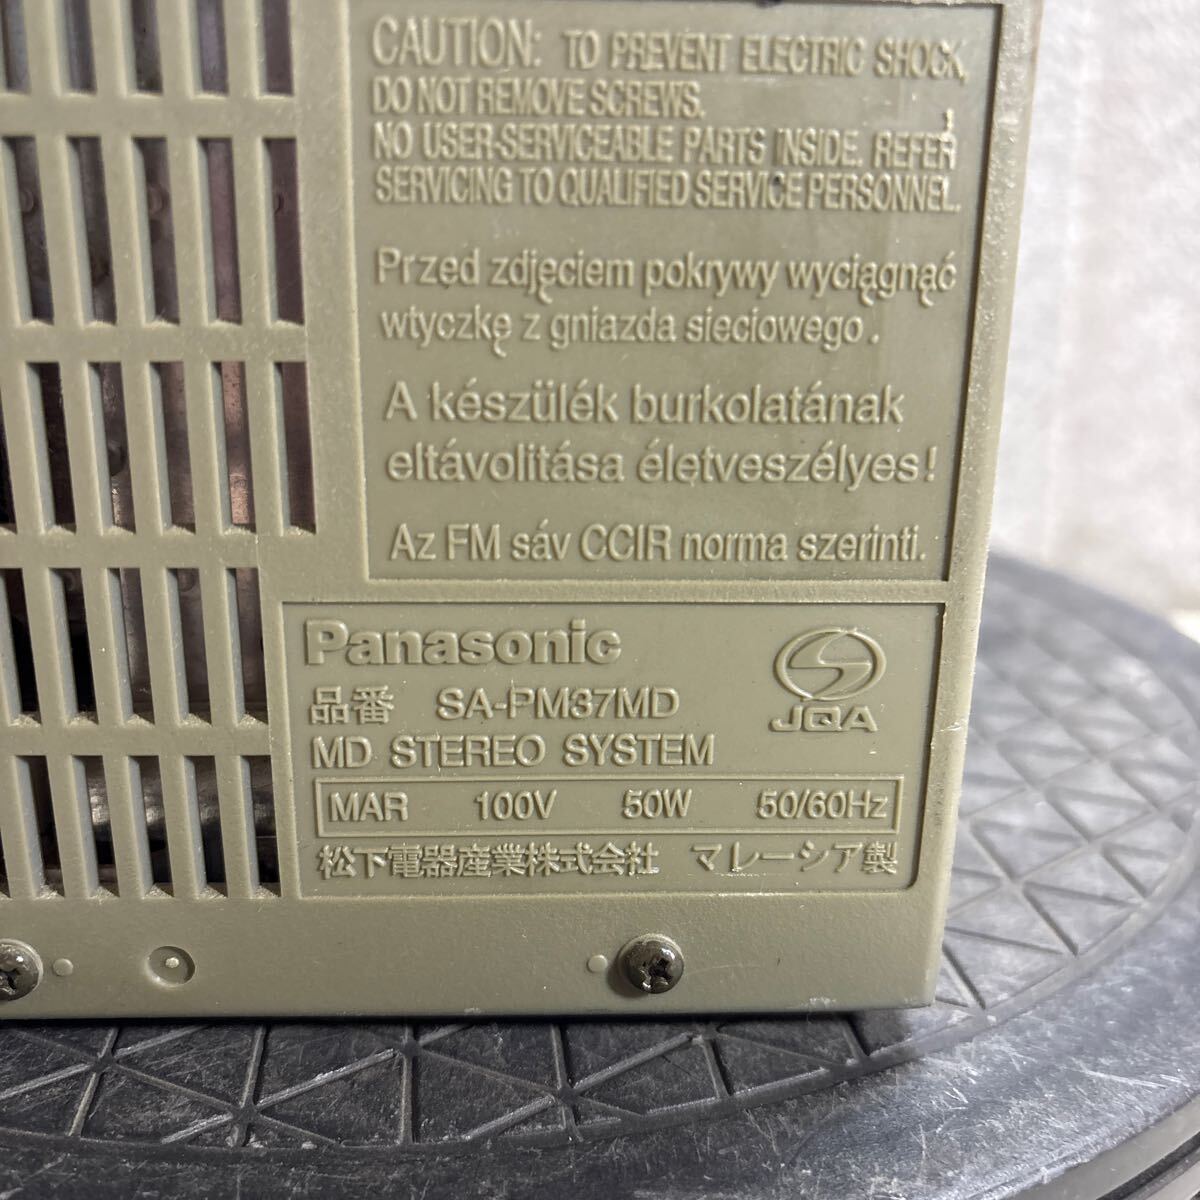 CAUTION: TO PREVENT ELECTRIC SHOCK,
DO NOT REMOVE SCREWS.
NO USER-SERVICEABLE PARTS INSIDE. REFER
SERVICING TO QUALIFIED SERVICE PERSONNEL.
Przed zdjęciem pokrywy wyciągnąć
wtyczkę z gniazda sieciowego.
A készülék burkolatának
eltávolitása életveszélyes!
Az FM sáv CCIR norma szerinti.
Panasonic
品番 SA-PM37MD
JQA
MD STEREO SYSTEM
MAR 100V 50W 50/60Hz
松下電器産業株式会社 マレーシア製